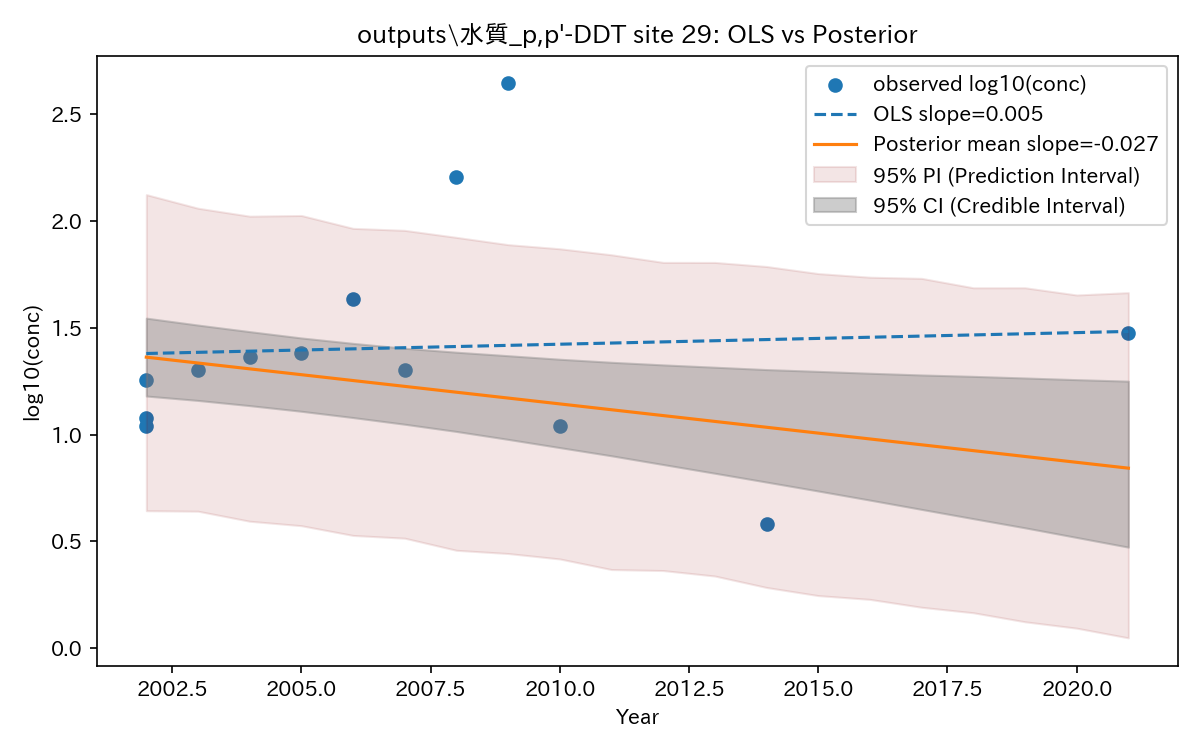 outputs\水質_p,p'-DDT site 29: OLS vs Posterior
observed log10(conc)
OLS slope=0.005
Posterior mean slope=-0.027
95% PI (Prediction Interval)
95% CI (Credible Interval)
log10(conc)
2.5
2.0
1.5
1.0
0.5
0.0
2002.5 2005.0 2007.5 2010.0 2012.5 2015.0 2017.5 2020.0
Year